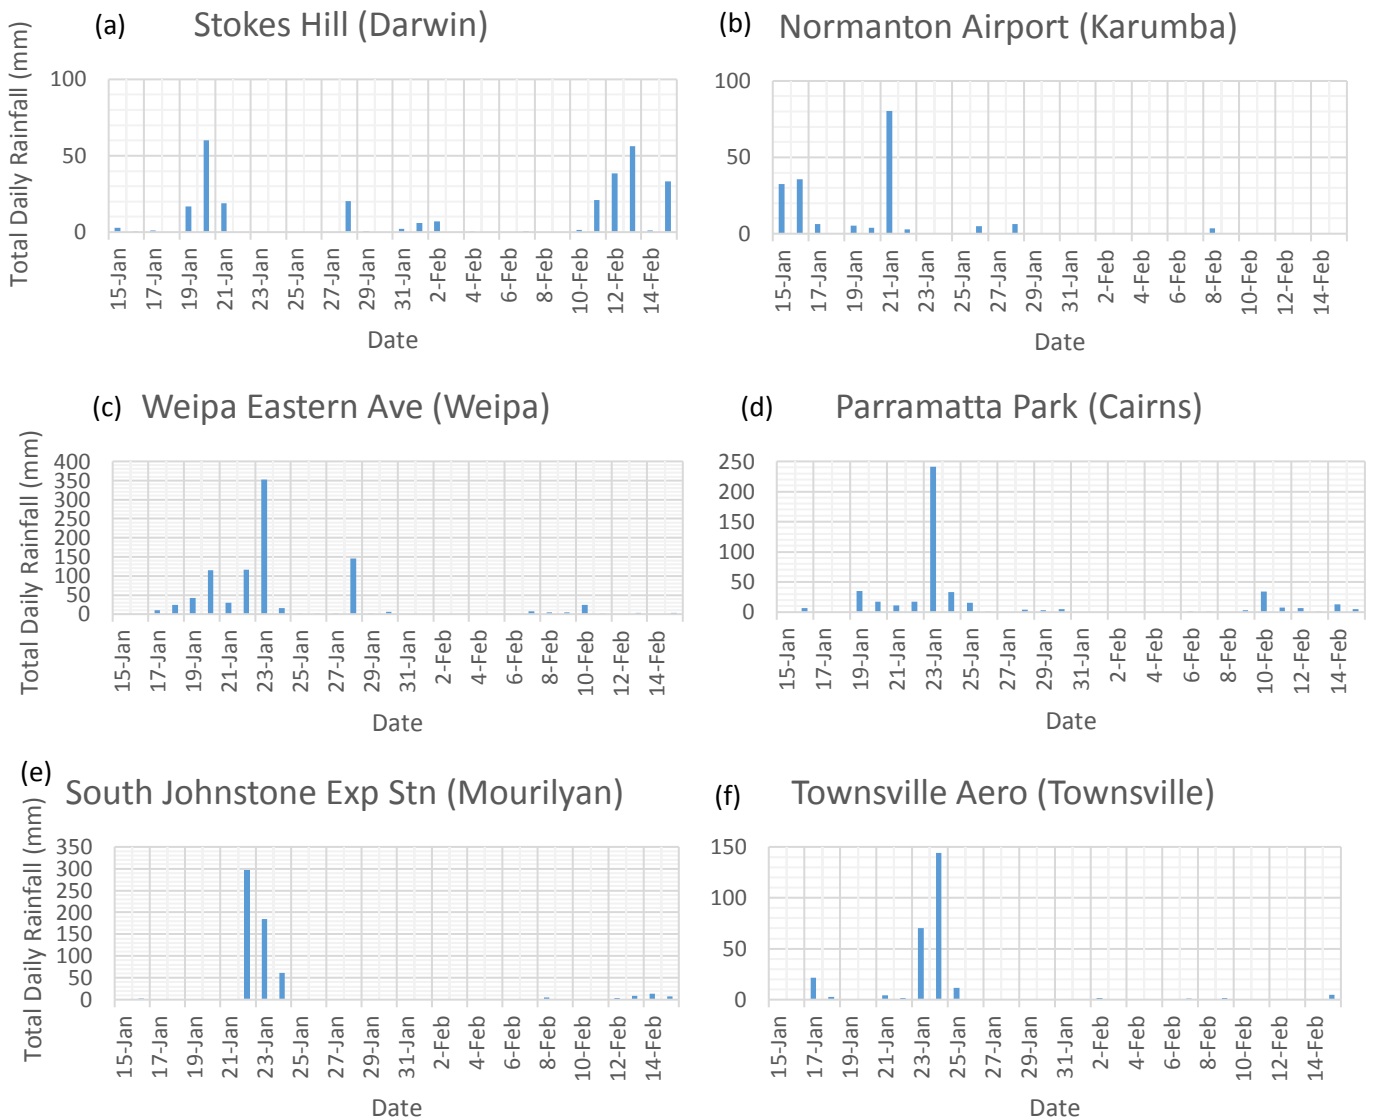 (a) Stokes Hill (Darwin)
Total Daily Rainfall (mm)
100
50
0
15-Jan 17-Jan 19-Jan 21-Jan 23-Jan 25-Jan 27-Jan 29-Jan 31-Jan 2-Feb 4-Feb 6-Feb 8-Feb 10-Feb 12-Feb 14-Feb
Date
(b) Normanton Airport (Karumba)
100
50
0
15-Jan 17-Jan 19-Jan 21-Jan 23-Jan 25-Jan 27-Jan 29-Jan 31-Jan 2-Feb 4-Feb 6-Feb 8-Feb 10-Feb 12-Feb 14-Feb
Date
(c) Weipa Eastern Ave (Weipa)
Total Daily Rainfall (mm)
400
350
300
250
200
150
100
50
0
15-Jan 17-Jan 19-Jan 21-Jan 23-Jan 25-Jan 27-Jan 29-Jan 31-Jan 2-Feb 4-Feb 6-Feb 8-Feb 10-Feb 12-Feb 14-Feb
Date
(d) Parramatta Park (Cairns)
250
200
150
100
50
0
15-Jan 17-Jan 19-Jan 21-Jan 23-Jan 25-Jan 27-Jan 29-Jan 31-Jan 2-Feb 4-Feb 6-Feb 8-Feb 10-Feb 12-Feb 14-Feb
Date
(e) South Johnstone Exp Stn (Mourilyan)
Total Daily Rainfall (mm)
350
300
250
200
150
100
50
0
15-Jan 17-Jan 19-Jan 21-Jan 23-Jan 25-Jan 27-Jan 29-Jan 31-Jan 2-Feb 4-Feb 6-Feb 8-Feb 10-Feb 12-Feb 14-Feb
Date
(f) Townsville Aero (Townsville)
150
100
50
0
15-Jan 17-Jan 19-Jan 21-Jan 23-Jan 25-Jan 27-Jan 29-Jan 31-Jan 2-Feb 4-Feb 6-Feb 8-Feb 10-Feb 12-Feb 14-Feb
Date